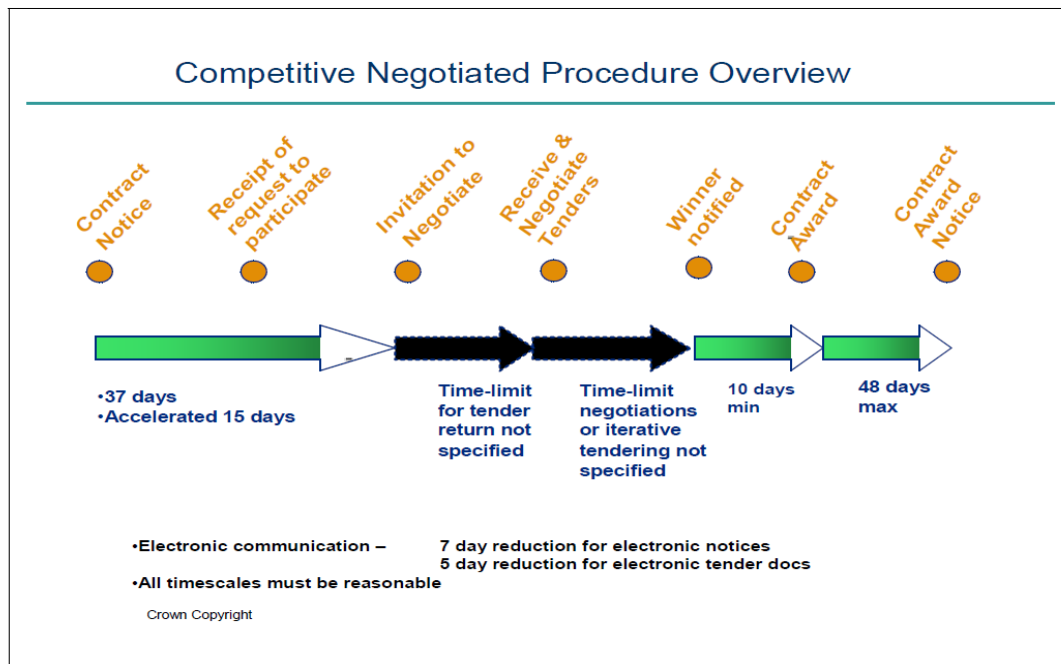 Competitive Negotiated Procedure Overview
Contract
Notice
Receipt of
request to
participate
Invitation to
Negotiate
Receive &
Negotiate
Tenders
Winner
notified
Contract
Award
Contract
Award
Notice
•37 days
•Accelerated 15 days
Time-limit
for tender
return not
specified
Time-limit
negotiations
or iterative
tendering not
specified
10 days
min
48 days
max
•Electronic communication – 7 day reduction for electronic notices
5 day reduction for electronic tender docs
•All timescales must be reasonable
Crown Copyright